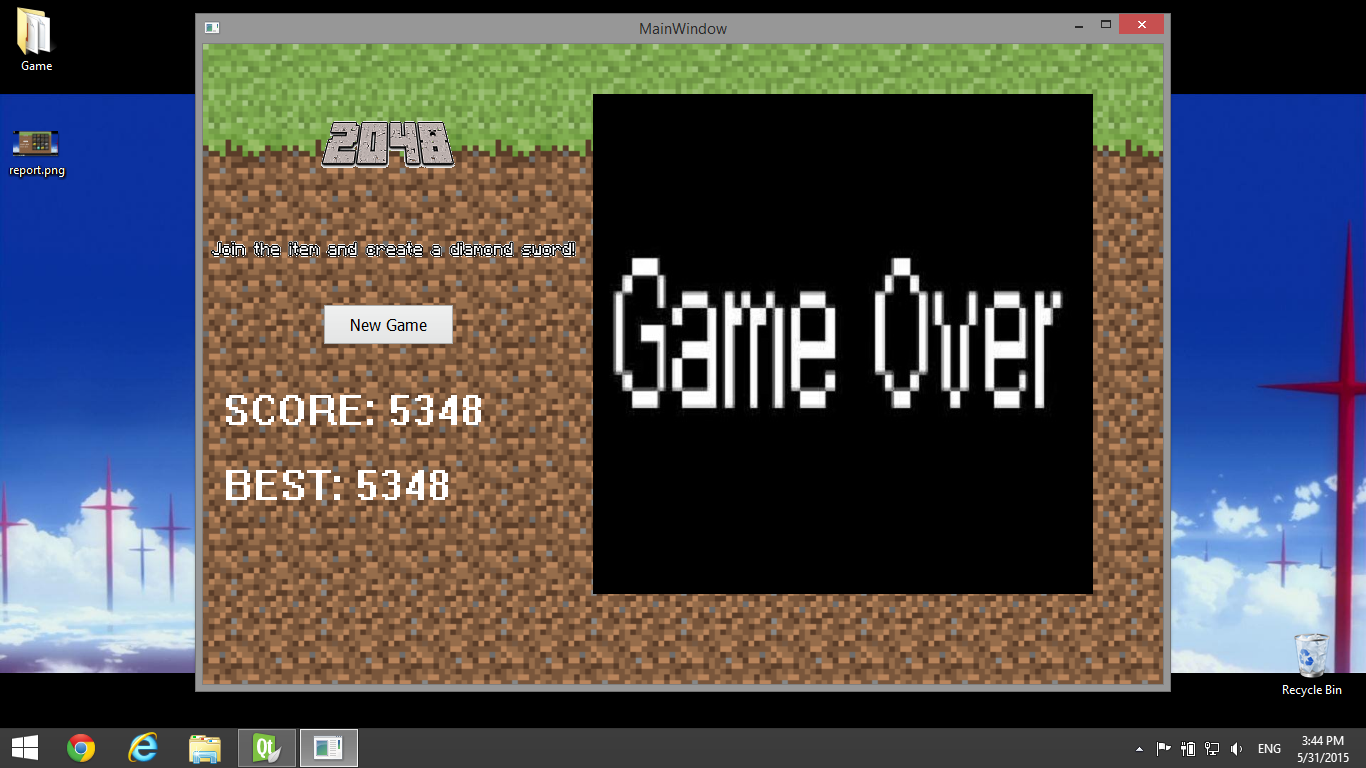 Game
report.png
MainWindow
2048
Join the item and create a diamond sword!
New Game
SCORE: 5348
BEST: 5348
Game Over
Recycle Bin
Qt
ENG
3:44 PM
5/31/2015